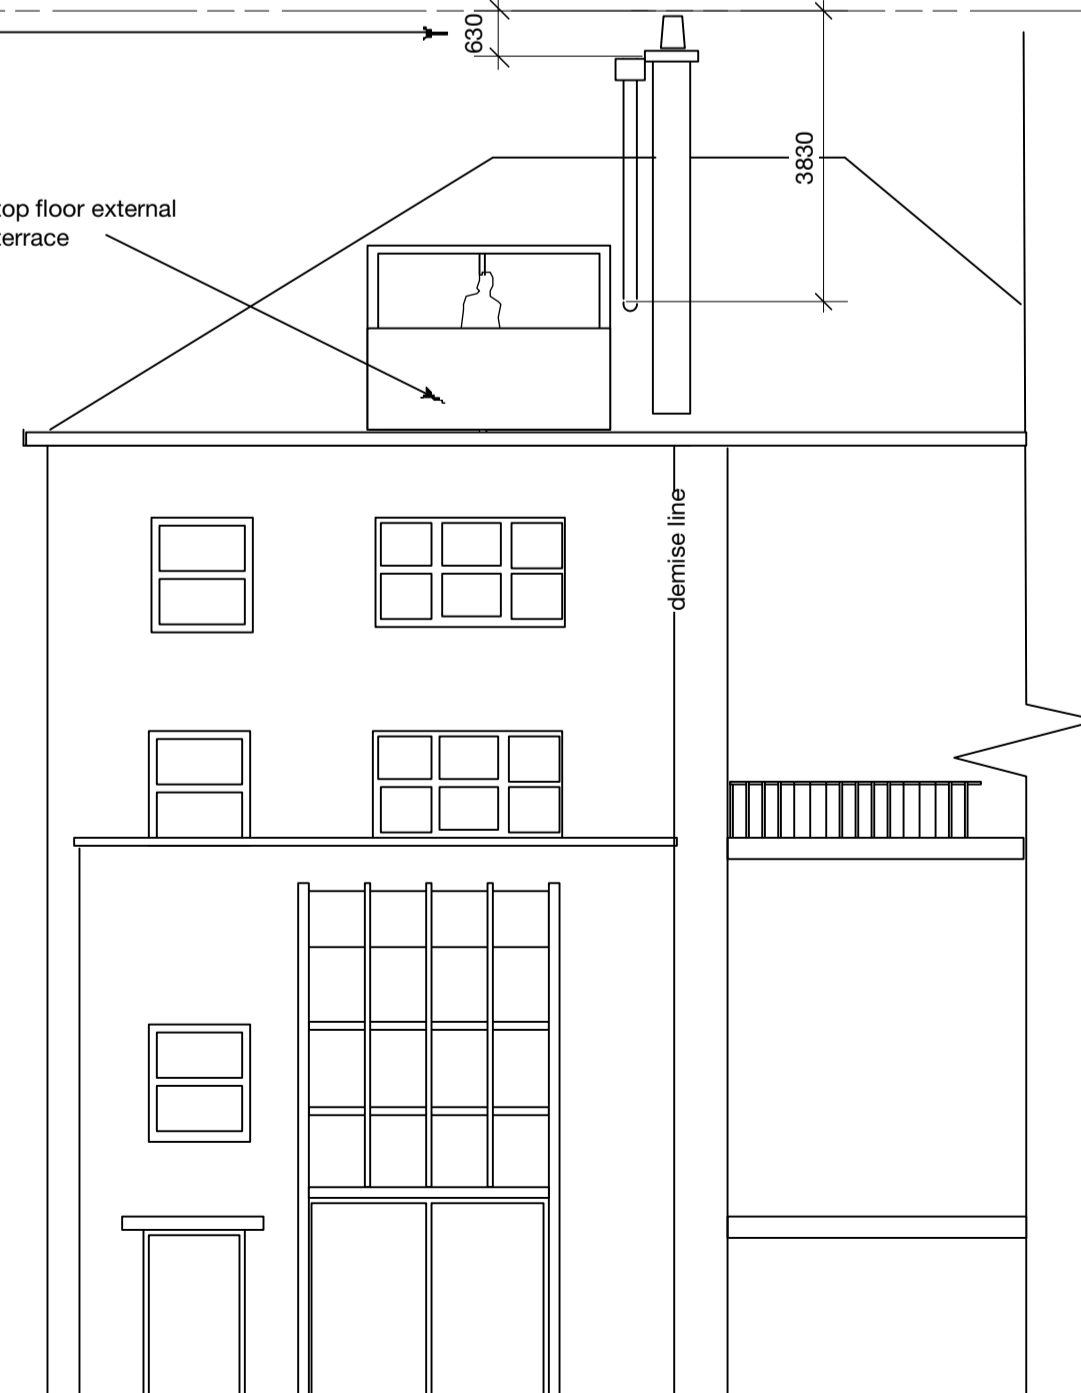 630
3830
top floor external
terrace
demise line